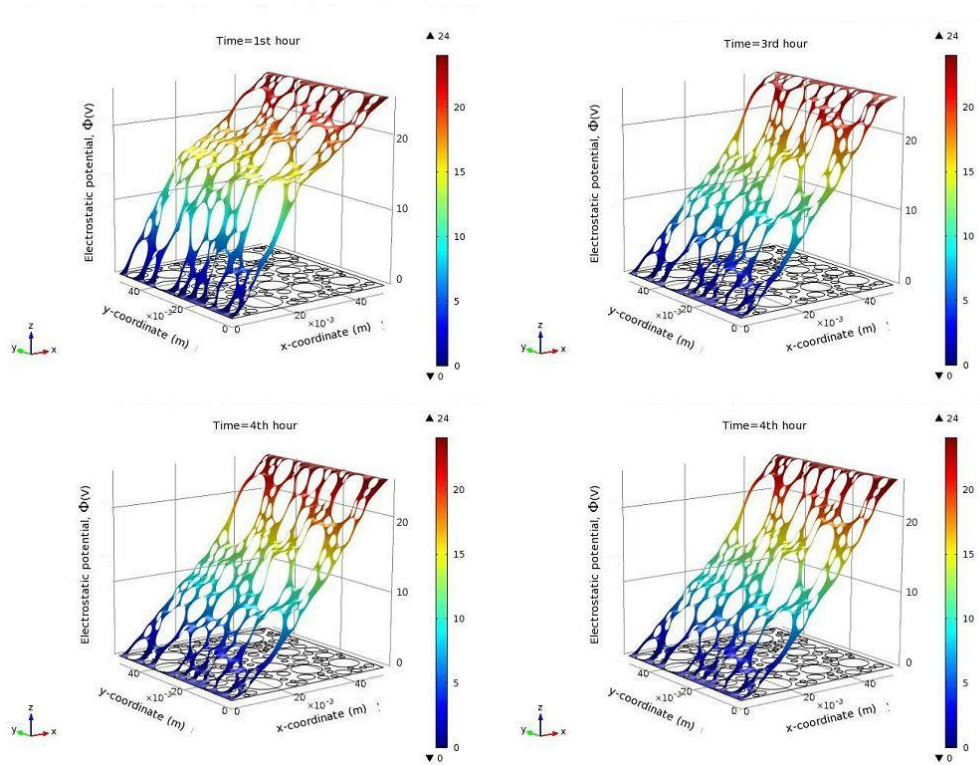 Time=1st hour
▲ 24
Electrostatic potential, Φ(V)
20
10
0
40
20
×10⁻³
0
y-coordinate (m)
0
20
40
×10⁻³
x-coordinate (m)
20
15
10
5
0
▼ 0
z
y
x
Time=3rd hour
▲ 24
Electrostatic potential, Φ(V)
20
10
0
40
20
×10⁻³
0
y-coordinate (m)
0
20
40
×10⁻³
x-coordinate (m)
20
15
10
5
0
▼ 0
z
y
x
Time=4th hour
▲ 24
Electrostatic potential, Φ(V)
20
10
0
40
20
×10⁻³
0
y-coordinate (m)
0
20
40
×10⁻³
x-coordinate (m)
20
15
10
5
0
▼ 0
z
y
x
Time=4th hour
▲ 24
Electrostatic potential, Φ(V)
20
10
0
40
20
×10⁻³
0
y-coordinate (m)
0
20
40
×10⁻³
x-coordinate (m)
20
15
10
5
0
▼ 0
z
y
x